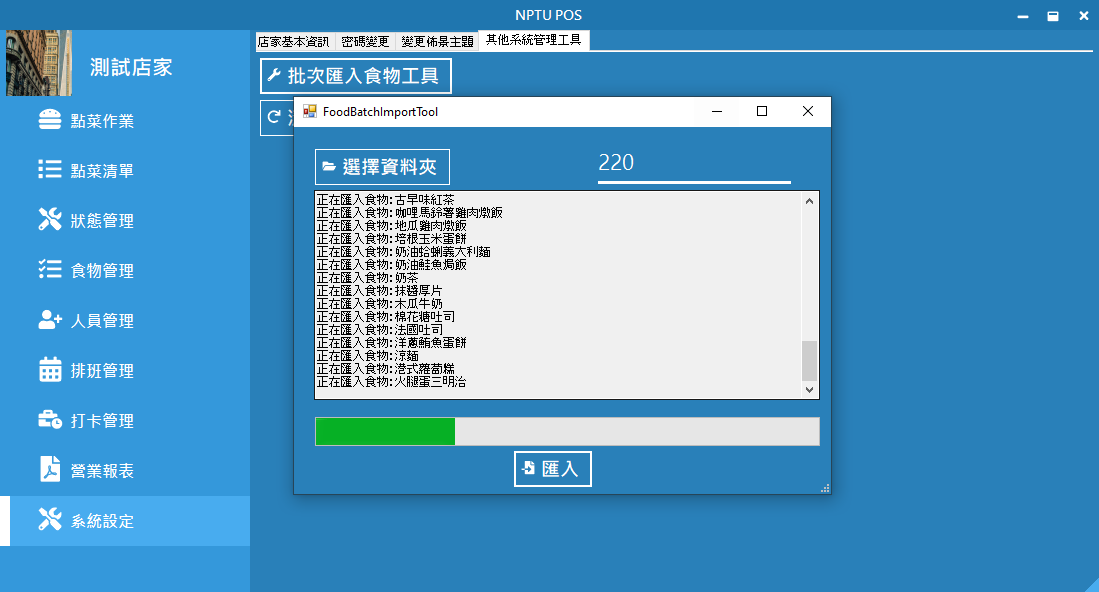 NPTU POS
測試店家
點菜作業
點菜清單
狀態管理
食物管理
人員管理
排班管理
打卡管理
營業報表
系統設定
店家基本資訊 密碼變更 變更佈景主題 其他系統管理工具
批次匯入食物工具
FoodBatchImportTool
選擇資料夾
220
正在匯入食物:古早味紅茶
正在匯入食物:咖哩馬鈴薯雞肉燉飯
正在匯入食物:地瓜雞肉燉飯
正在匯入食物:培根玉米蛋餅
正在匯入食物:奶油蛤蜊義大利麵
正在匯入食物:奶油鮭魚焗飯
正在匯入食物:奶茶
正在匯入食物:抹醬厚片
正在匯入食物:木瓜牛奶
正在匯入食物:棉花糖吐司
正在匯入食物:法國吐司
正在匯入食物:洋蔥鮪魚蛋餅
正在匯入食物:涼麵
正在匯入食物:港式蘿蔔糕
正在匯入食物:火腿蛋三明治
匯入